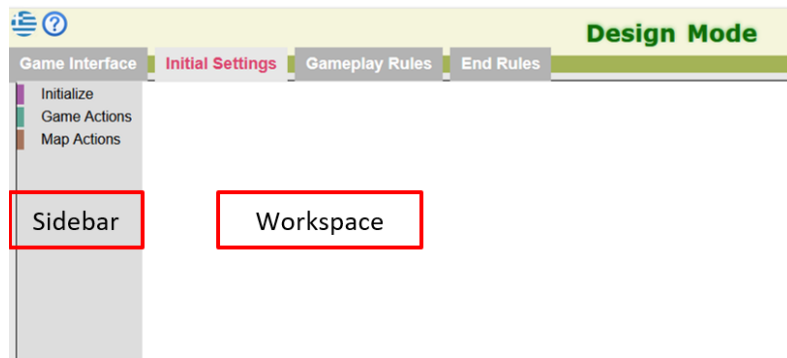 ?
Design Mode
Game Interface Initial Settings Gameplay Rules End Rules
Initialize
Game Actions
Map Actions
Sidebar Workspace